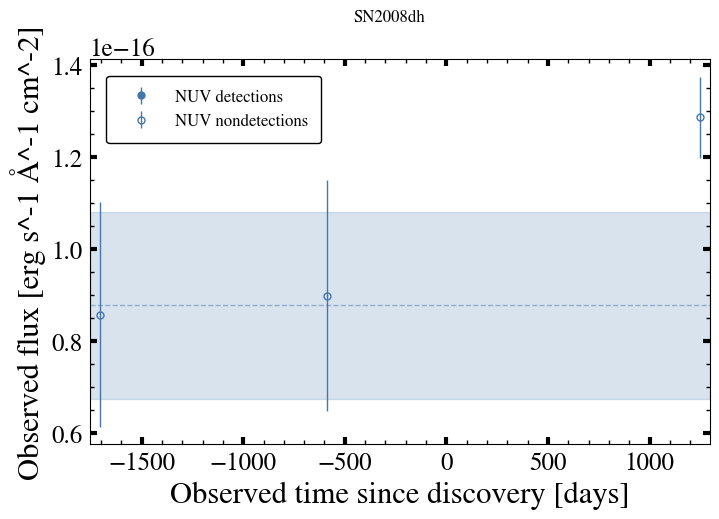 SN2008dh
1e−16
NUV detections
NUV nondetections
1.4
1.2
1.0
0.8
0.6
Observed flux [erg s^-1 Å^-1 cm^-2]
−1500
−1000
−500
0
500
1000
Observed time since discovery [days]